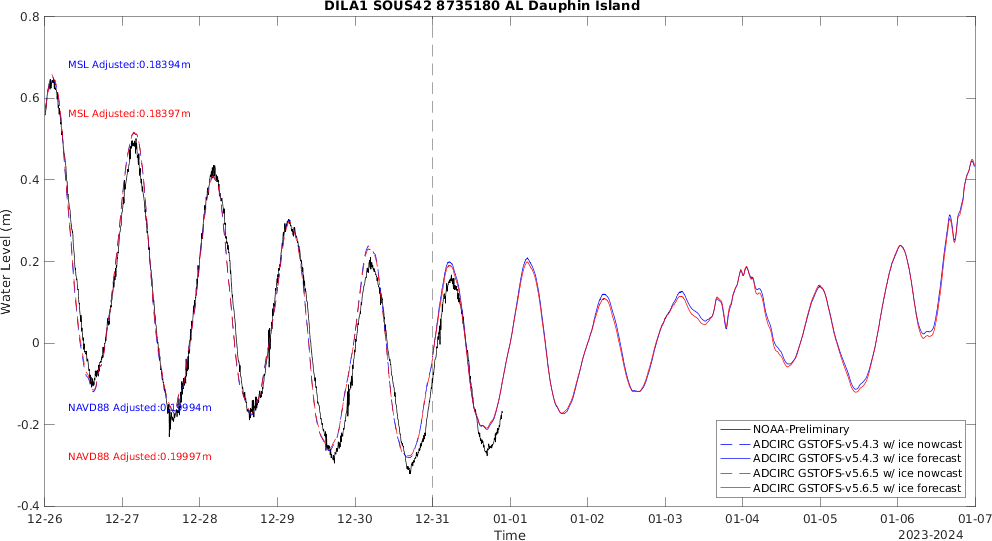 DILA1 SOUS42 8735180 AL Dauphin Island
0.8
0.6
0.4
0.2
0
-0.2
-0.4
Water Level (m)
MSL Adjusted:0.18394m
MSL Adjusted:0.18397m
NAVD88 Adjusted:0.19994m
NAVD88 Adjusted:0.19997m
NOAA-Preliminary
ADCIRC GSTOFS-v5.4.3 w/ ice nowcast
ADCIRC GSTOFS-v5.4.3 w/ ice forecast
ADCIRC GSTOFS-v5.6.5 w/ ice nowcast
ADCIRC GSTOFS-v5.6.5 w/ ice forecast
12-26 12-27 12-28 12-29 12-30 12-31 01-01 01-02 01-03 01-04 01-05 01-06 01-07
Time
2023-2024